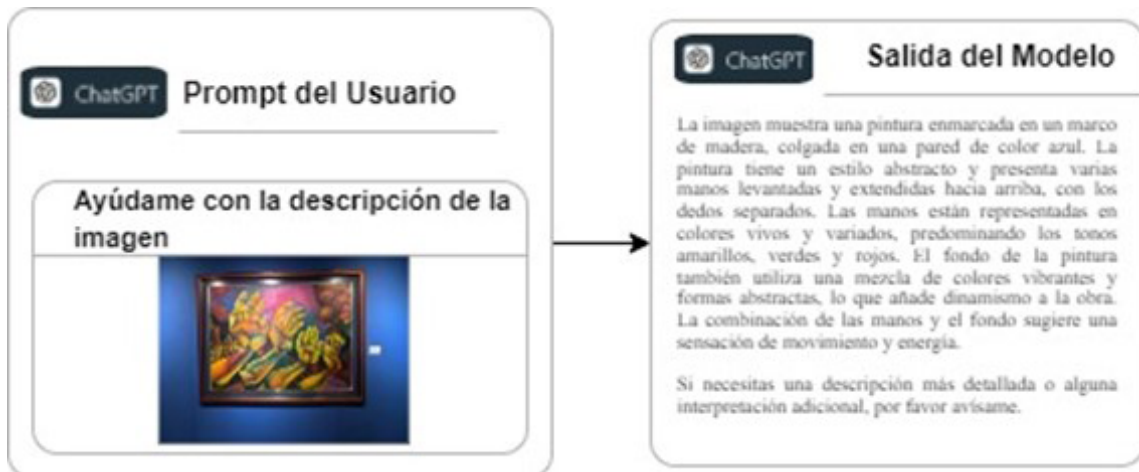 ChatGPT
Prompt del Usuario
Ayúdame con la descripción de la
imagen
ChatGPT
Salida del Modelo
La imagen muestra una pintura enmarcada en un marco
de madera, colgada en una pared de color azul. La
pintura tiene un estilo abstracto y presenta varias
manos levantadas y extendidas hacia arriba, con los
dedos separados. Las manos están representadas en
colores vivos y variados, predominando los tonos
amarillos, verdes y rojos. El fondo de la pintura
también utiliza una mezcla de colores vibrantes y
formas abstractas, lo que añade dinamismo a la obra.
La combinación de las manos y el fondo sugiere una
sensación de movimiento y energía.
Si necesitas una descripción más detallada o alguna
interpretación adicional, por favor avísame.